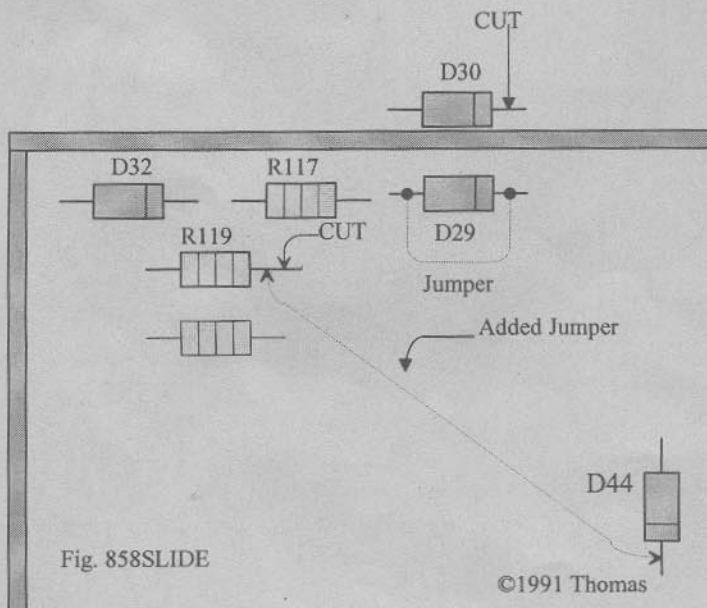 CUT
D30
D32
R117
R119
CUT
D29
Jumper
Added Jumper
D44
Fig. 858SLIDE
©1991 Thomas